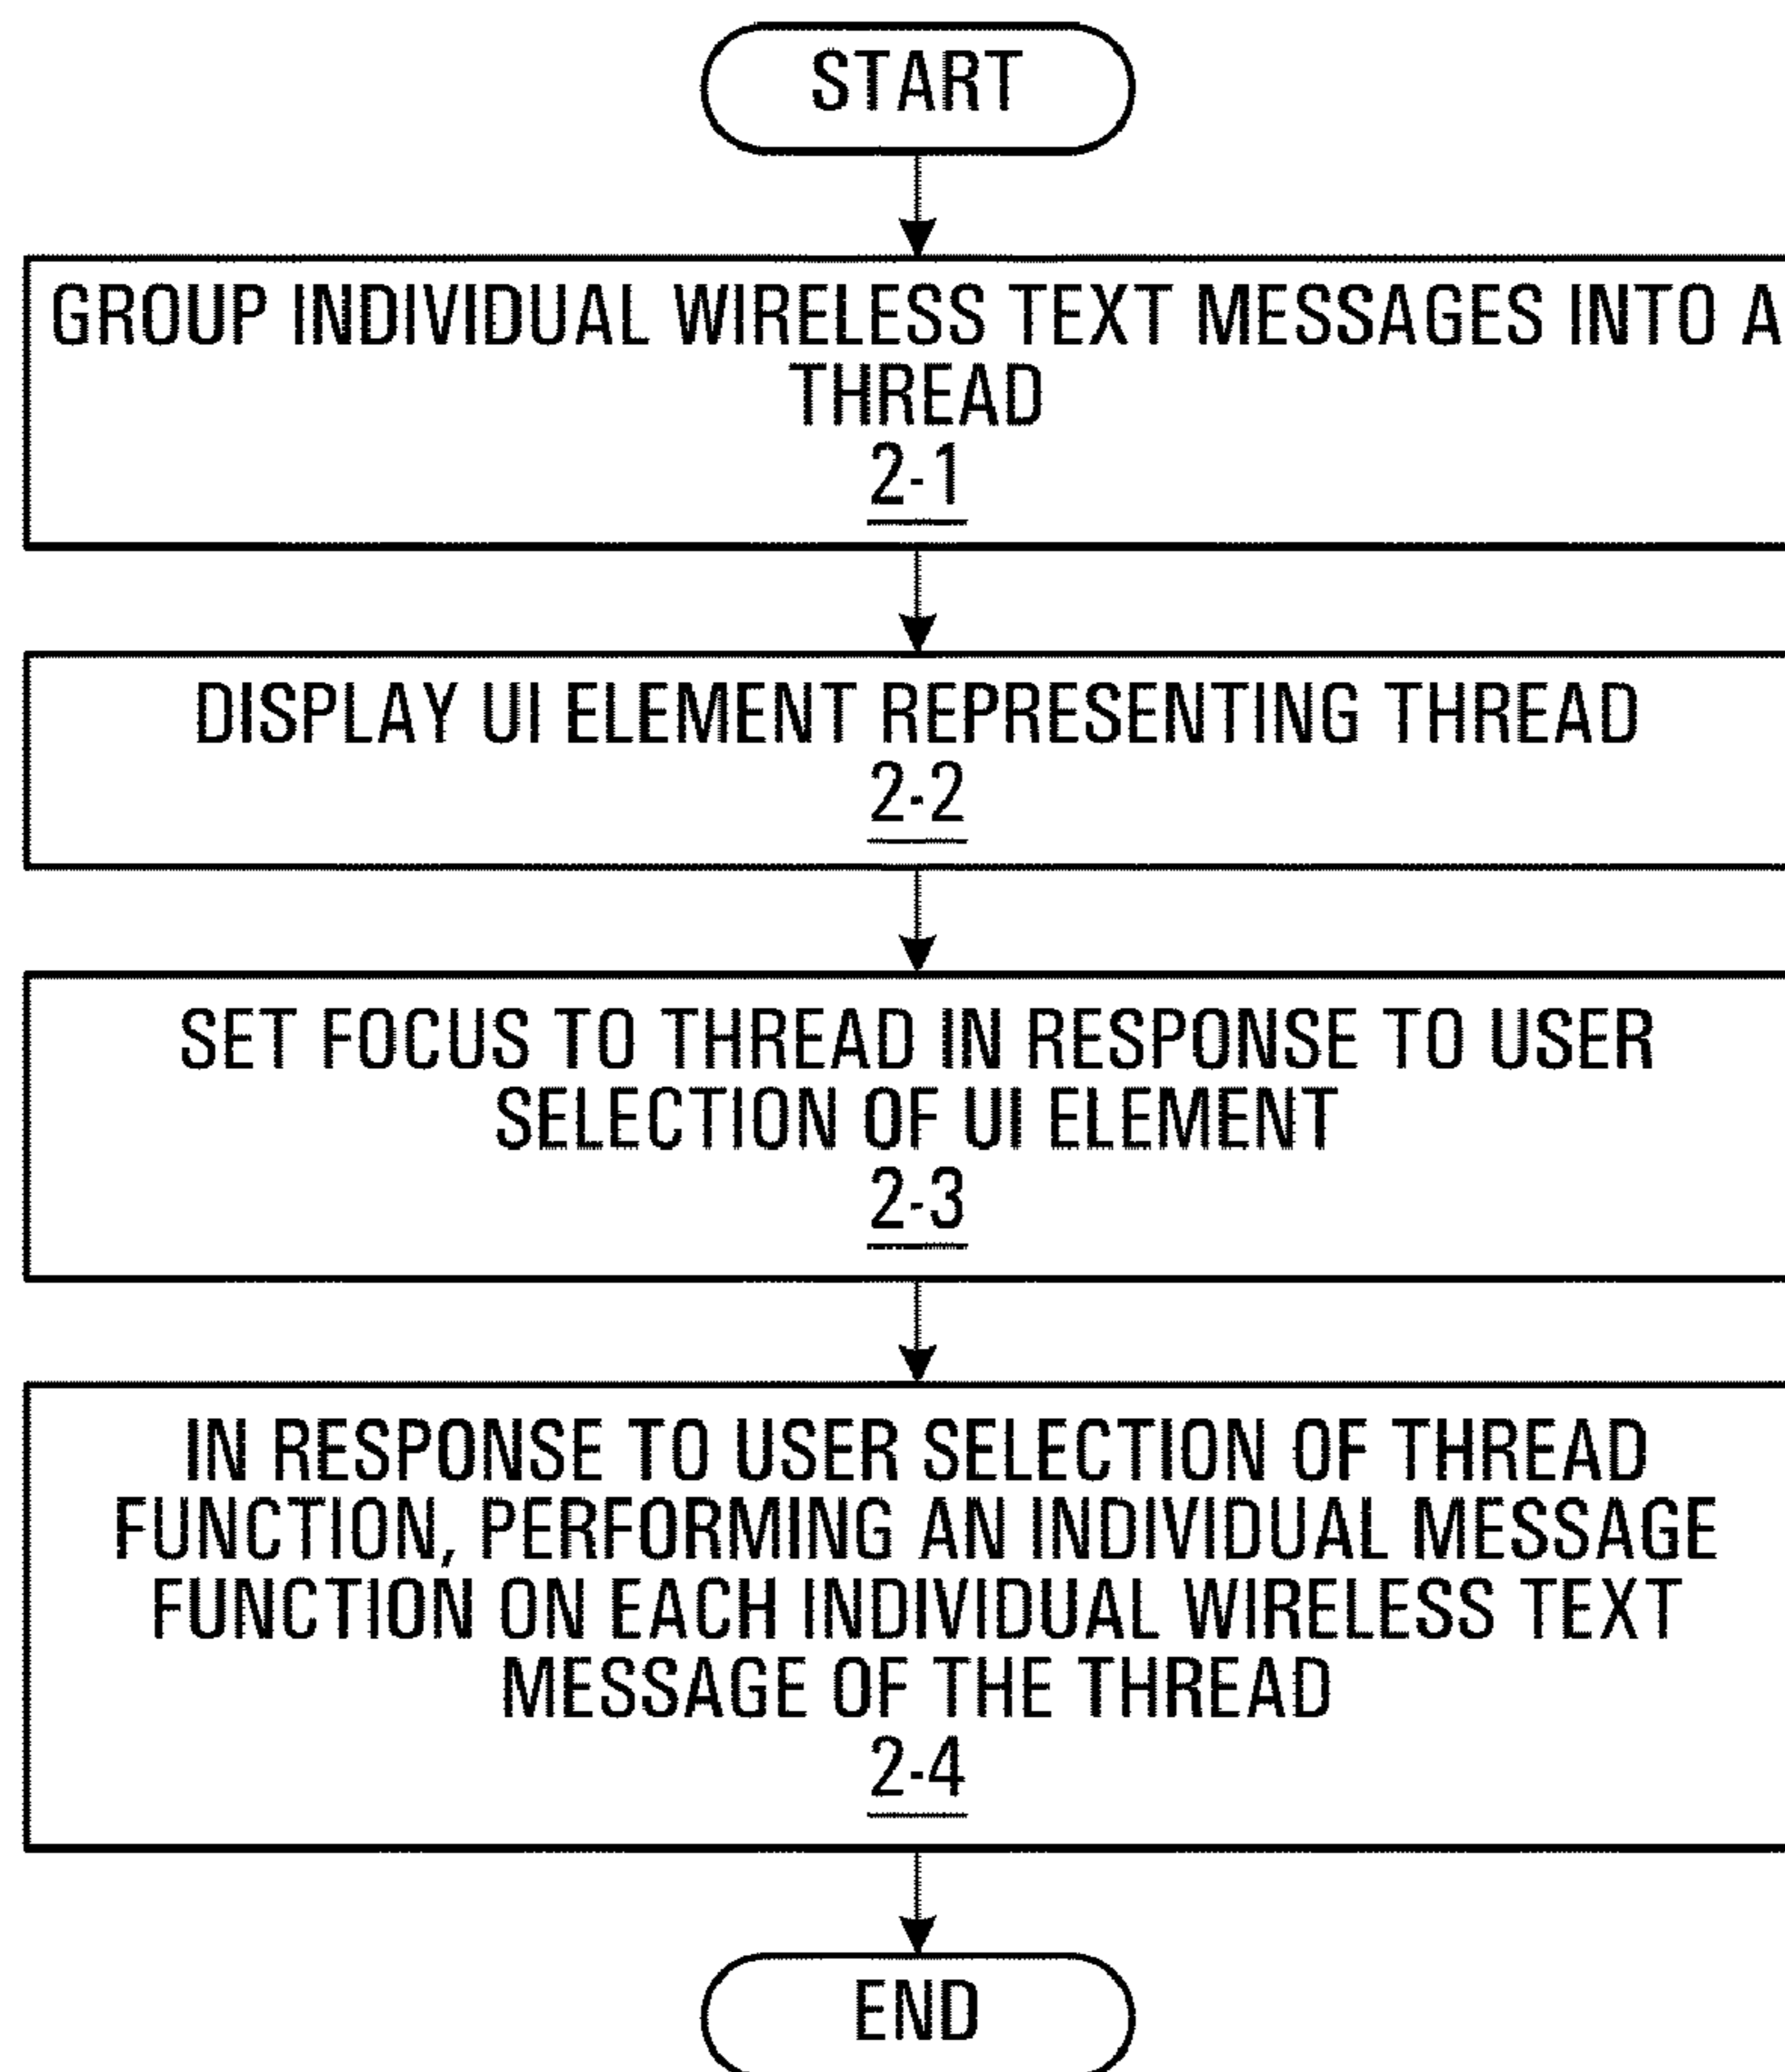 START
GROUP INDIVIDUAL WIRELESS TEXT MESSAGES INTO A
THREAD
2-1
DISPLAY UI ELEMENT REPRESENTING THREAD
2-2
SET FOCUS TO THREAD IN RESPONSE TO USER
SELECTION OF UI ELEMENT
2-3
IN RESPONSE TO USER SELECTION OF THREAD
FUNCTION, PERFORMING AN INDIVIDUAL MESSAGE
FUNCTION ON EACH INDIVIDUAL WIRELESS TEXT
MESSAGE OF THE THREAD
2-4
END